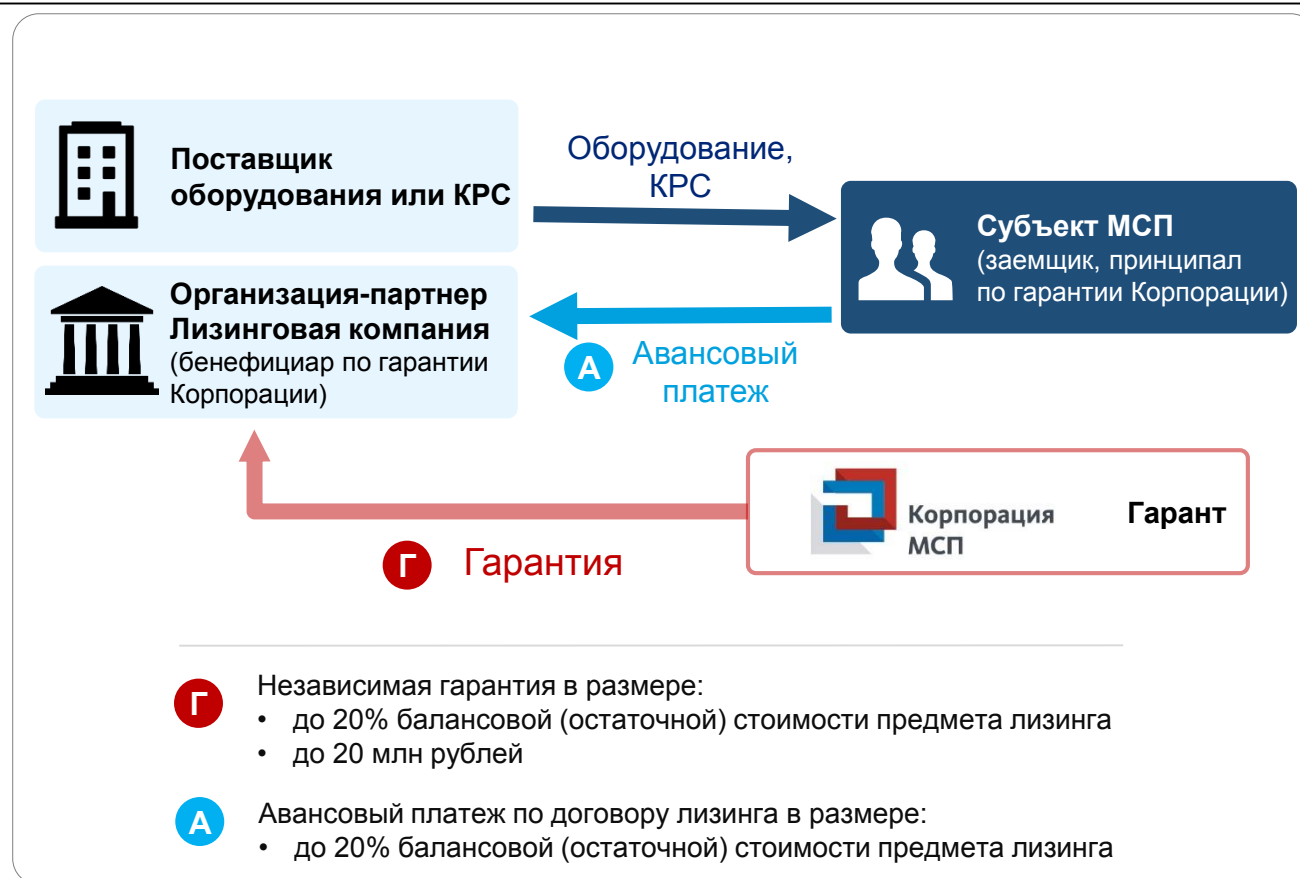 Поставщик
оборудования или КРС
Оборудование,
КРС
Субъект МСП
(заемщик, принципал
по гарантии Корпорации)
Организация-партнер
Лизинговая компания
(бенефициар по гарантии
Корпорации)
А
Авансовый
платеж
Корпорация
МСП
Гарант
Г
Гарантия
Г
Независимая гарантия в размере:
• до 20% балансовой (остаточной) стоимости предмета лизинга
• до 20 млн рублей
А
Авансовый платеж по договору лизинга в размере:
• до 20% балансовой (остаточной) стоимости предмета лизинга